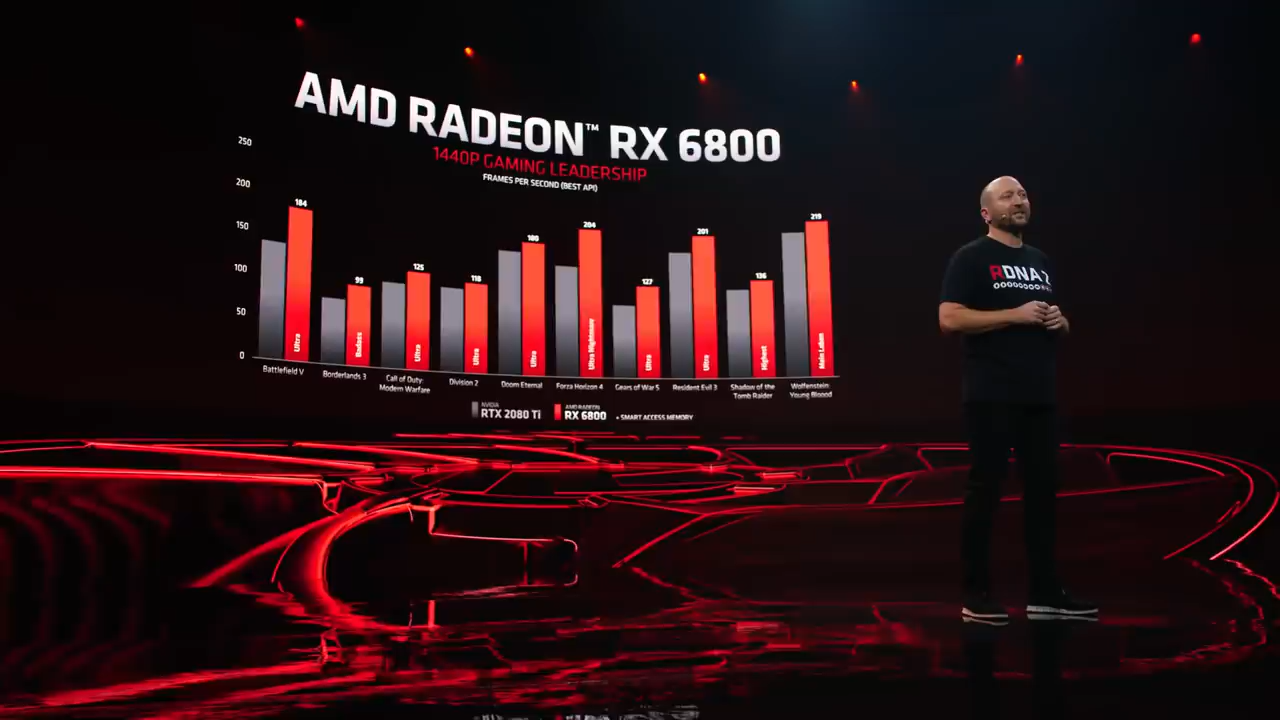 AMD RADEON™ RX 6800
1440P GAMING LEADERSHIP
FRAMES PER SECOND (BEST API)
250
200
150
100
50
0
184
99
125
118
180
204
127
201
136
219
Ultra
Badass
Ultra
Ultra
Ultra
Ultra Nightmare
Ultra
Ultra
Highest
Mein Leben
Battlefield V
Borderlands 3
Call of Duty:
Modern Warfare
Division 2
Doom Eternal
Forza Horizon 4
Gears of War 5
Resident Evil 3
Shadow of the
Tomb Raider
Wolfenstein:
Young Bloood
NVIDIA
RTX 2080 Ti
AMD RADEON
RX 6800
+ SMART ACCESS MEMORY
RDNA 2